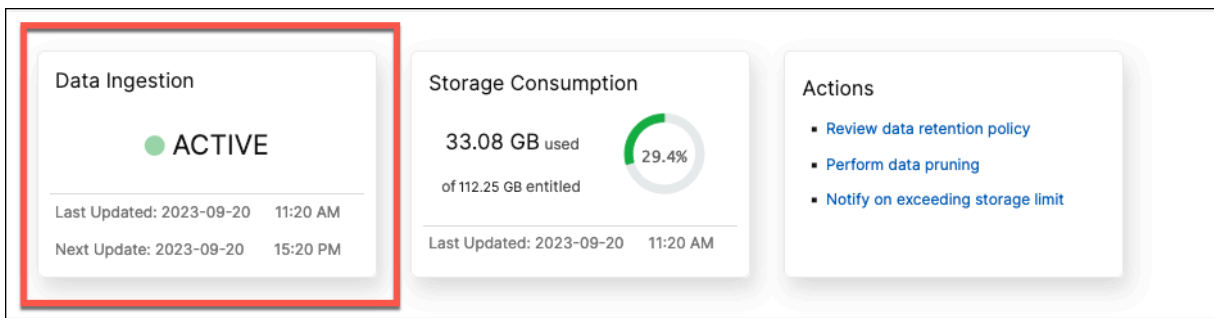 Data Ingestion
ACTIVE
Last Updated: 2023-09-20 11:20 AM
Next Update: 2023-09-20 15:20 PM
Storage Consumption
33.08 GB used
of 112.25 GB entitled
29.4%
Last Updated: 2023-09-20 11:20 AM
Actions
Review data retention policy
Perform data pruning
Notify on exceeding storage limit